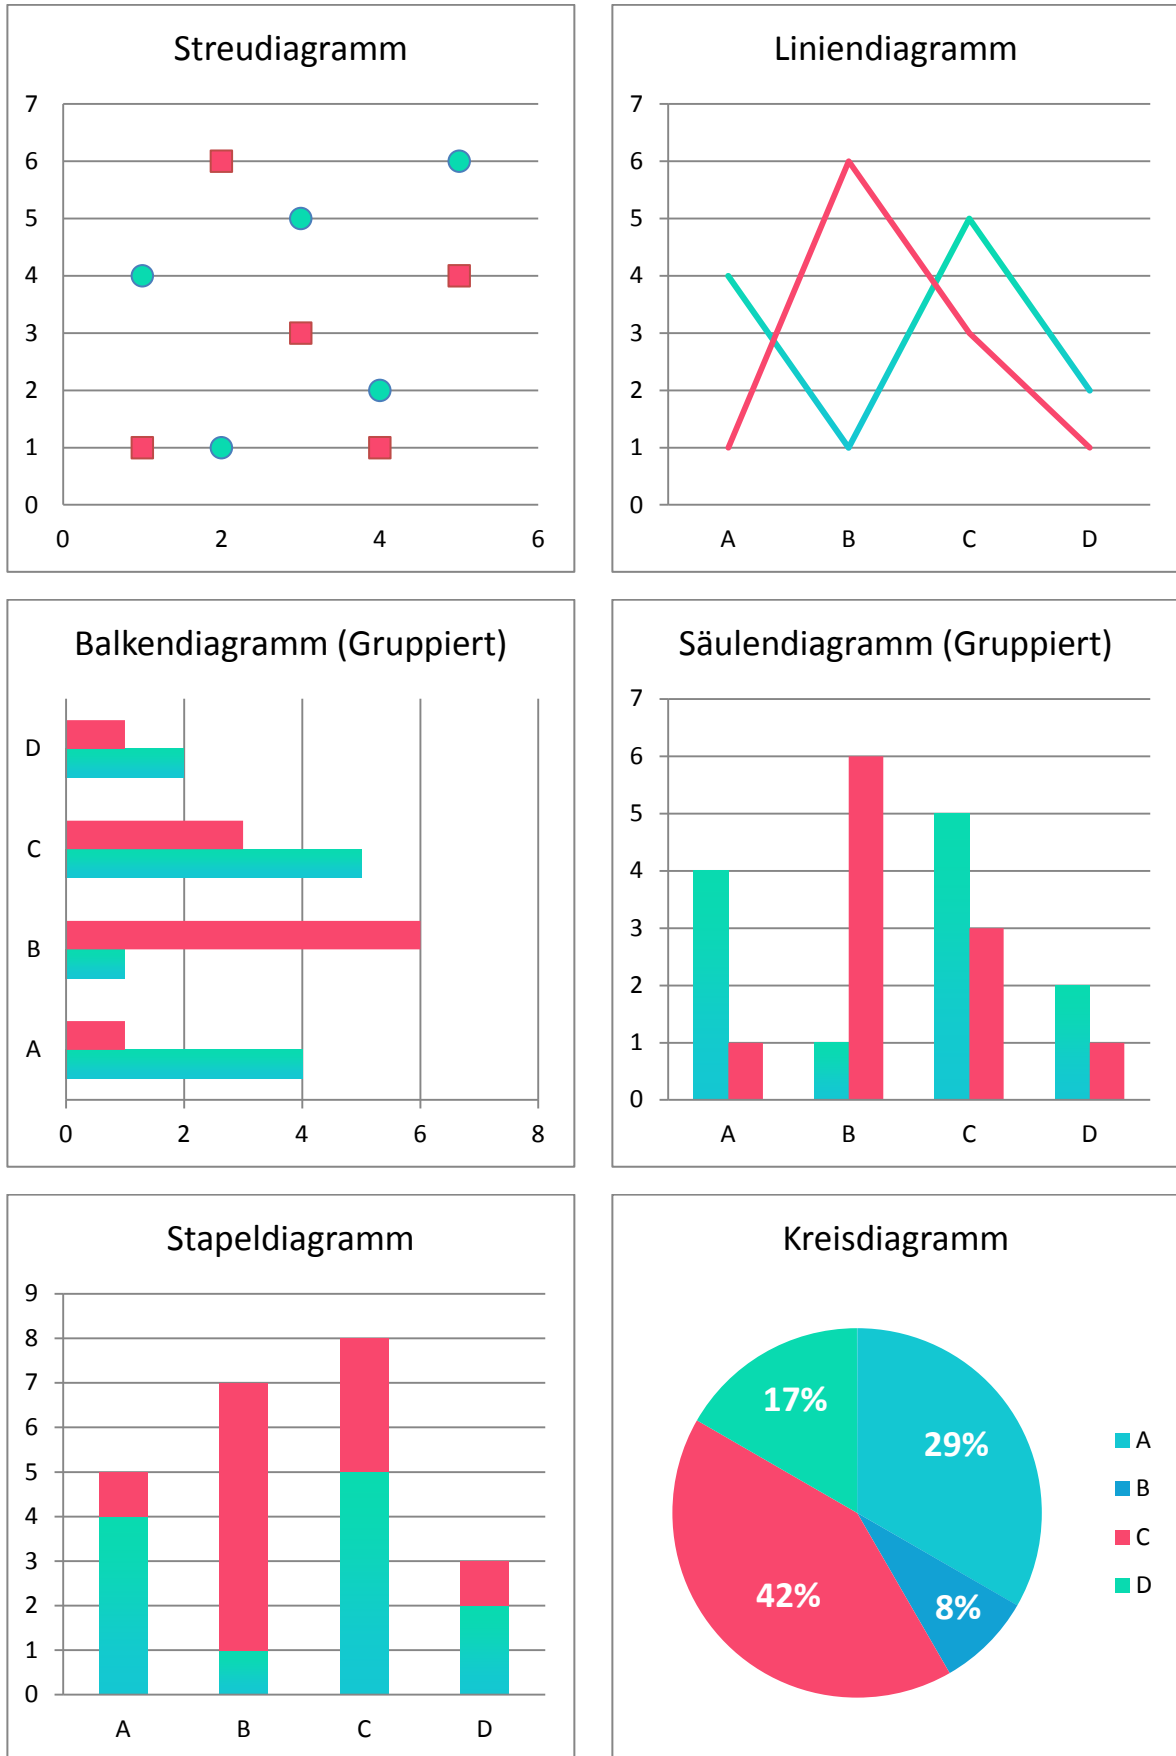 Streudiagramm
7
6
5
4
3
2
1
0
0 2 4 6
Liniendiagramm
7
6
5
4
3
2
1
0
A B C D
Balkendiagramm (Gruppiert)
D
C
B
A
0 2 4 6 8
Säulendiagramm (Gruppiert)
7
6
5
4
3
2
1
0
A B C D
Stapeldiagramm
9
8
7
6
5
4
3
2
1
0
A B C D
Kreisdiagramm
17%
29%
42%
8%
A
B
C
D